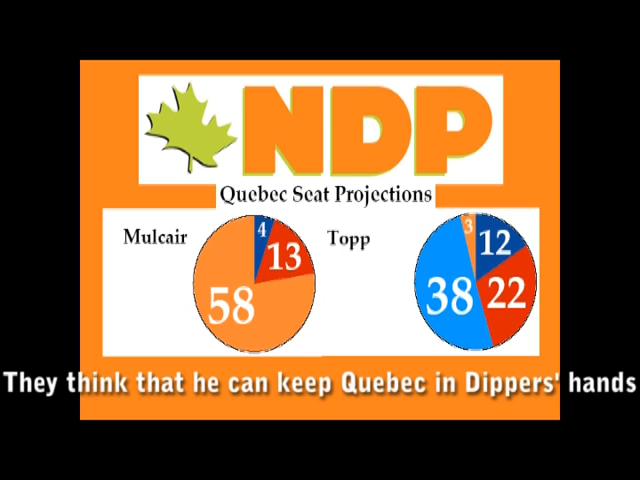 NDP
Quebec Seat Projections
Mulcair
4
13
58
Topp
3
12
38
22
They think that he can keep Quebec in Dippers' hands